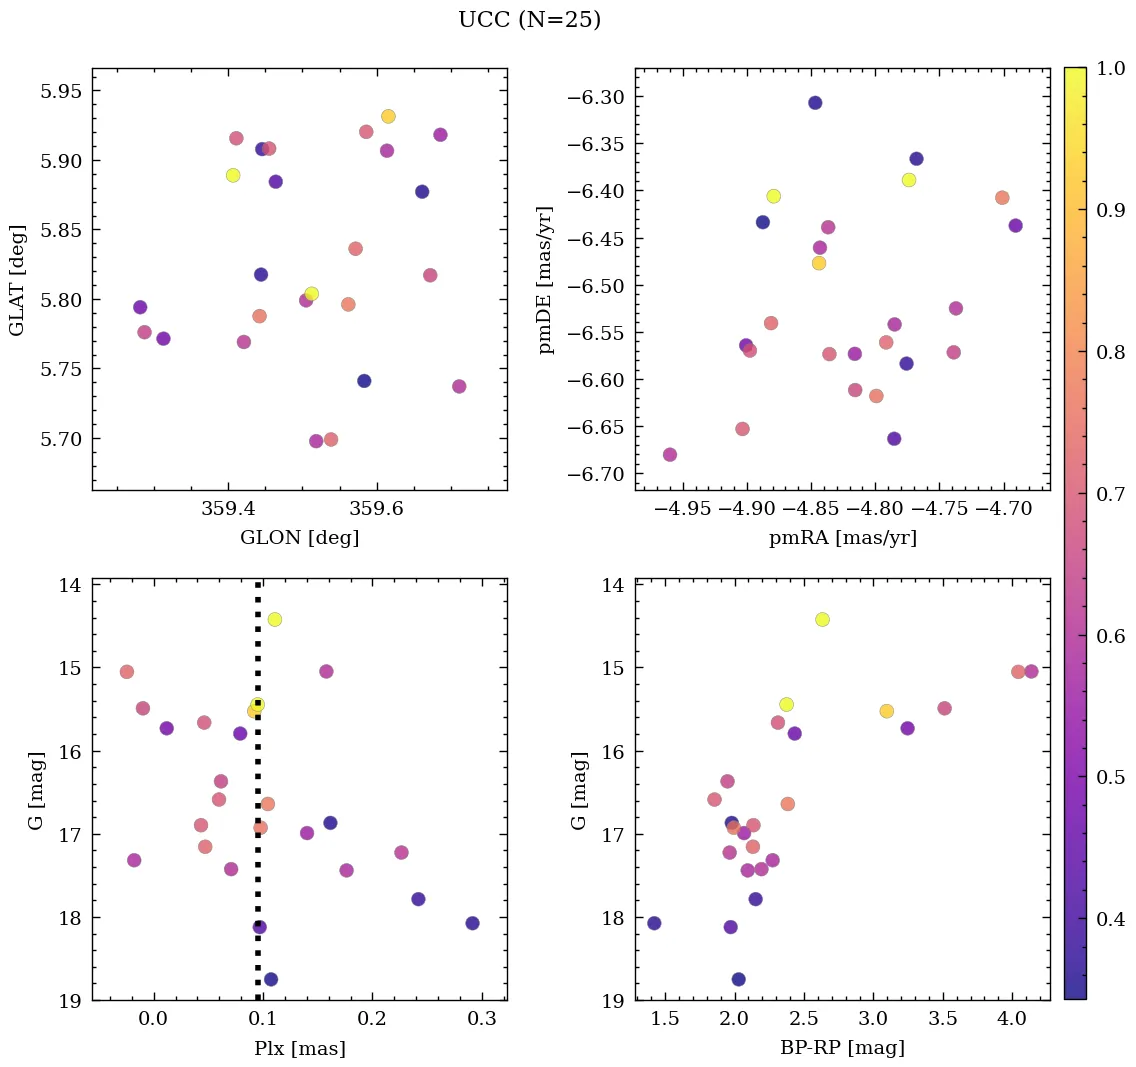 UCC (N=25)
5.95
5.90
5.85
5.80
5.75
5.70
GLAT [deg]
359.4 359.6
GLON [deg]
−6.30
−6.35
−6.40
−6.45
−6.50
−6.55
−6.60
−6.65
−6.70
pmDE [mas/yr]
−4.95 −4.90 −4.85 −4.80 −4.75 −4.70
pmRA [mas/yr]
14
15
16
17
18
19
G [mag]
0.0 0.1 0.2 0.3
Plx [mas]
14
15
16
17
18
19
G [mag]
1.5 2.0 2.5 3.0 3.5 4.0
BP-RP [mag]
1.0
0.9
0.8
0.7
0.6
0.5
0.4